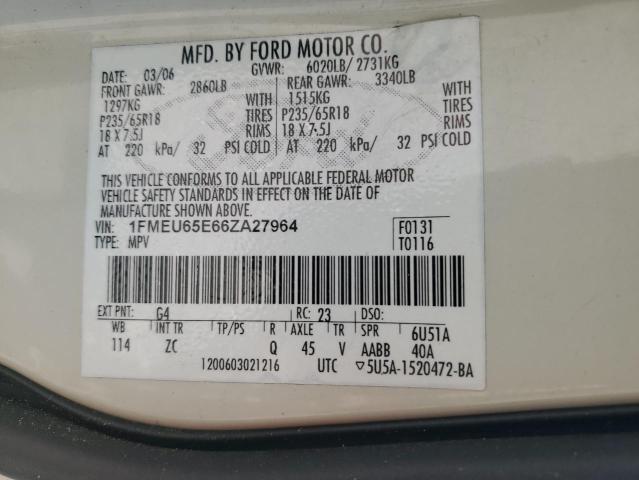 MFD. BY FORD MOTOR CO.
DATE: 03/06 GVWR: 6020LB/ 2731KG
FRONT GAWR: 2860LB REAR GAWR: 3340LB
1297KG WITH 1515KG WITH
P235/65R18 TIRES P235/65R18 TIRES
18 X 7.5J RIMS 18 X 7.5J RIMS
AT 220 kPa/ 32 PSI COLD AT 220 kPa/ 32 PSI COLD
THIS VEHICLE CONFORMS TO ALL APPLICABLE FEDERAL MOTOR
VEHICLE SAFETY STANDARDS IN EFFECT ON THE DATE OF
MANUFACTURE SHOWN ABOVE.
VIN: 1FMEU65E66ZA27964 F0131
TYPE: MPV T0116
EXT PNT: G4 RC: 23 DSO:
WB INT TR TP/PS R AXLE TR SPR 6U51A
114 ZC Q 45 V AABB 40A
1200603021216 UTC ▽5U5A-1520472-BA